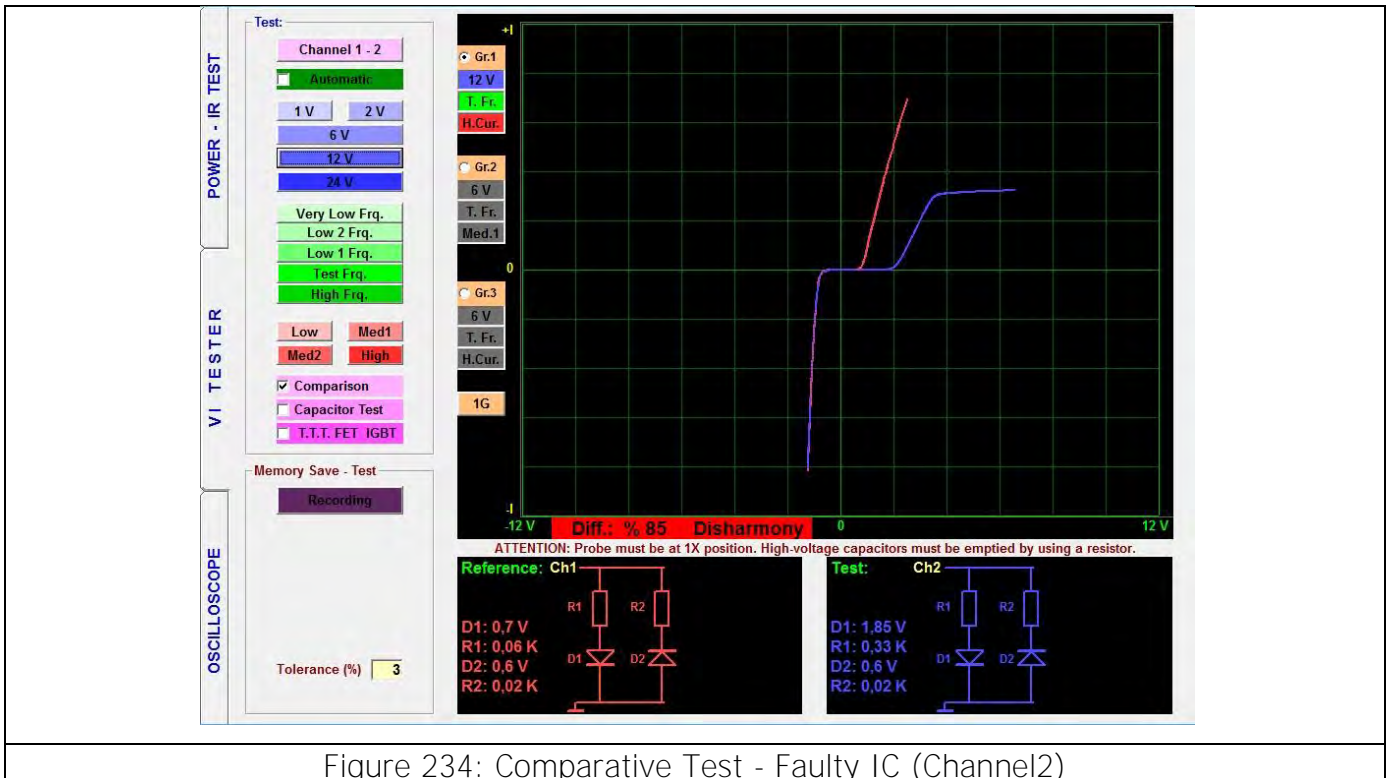 POWER - IR TEST
VI TESTER
OSCILLOSCOPE
Test:
Channel 1 - 2
Automatic
1 V 2 V
6 V
12 V
24 V
Very Low Frq.
Low 2 Frq.
Low 1 Frq.
Test Frq.
High Frq.
Low Med1
Med2 High
Comparison
Capacitor Test
T.T.T. FET IGBT
Memory Save - Test
Recording
Tolerance (%) 3
Gr.1
12 V
T. Fr.
H.Cur.
Gr.2
6 V
T. Fr.
Med.1
Gr.3
6 V
T. Fr.
H.Cur.
1G
+I
0
-I
-12 V Diff.: % 85 Disharmony 0 12 V
ATTENTION: Probe must be at 1X position. High-voltage capacitors must be emptied by using a resistor.
Reference: Ch1
R1 R2
D1: 0,7 V
R1: 0,06 K
D2: 0,6 V
R2: 0,02 K
D1 D2
Test: Ch2
R1 R2
D1: 1,85 V
R1: 0,33 K
D2: 0,6 V
R2: 0,02 K
D1 D2
Figure 234: Comparative Test - Faulty IC (Channel2)